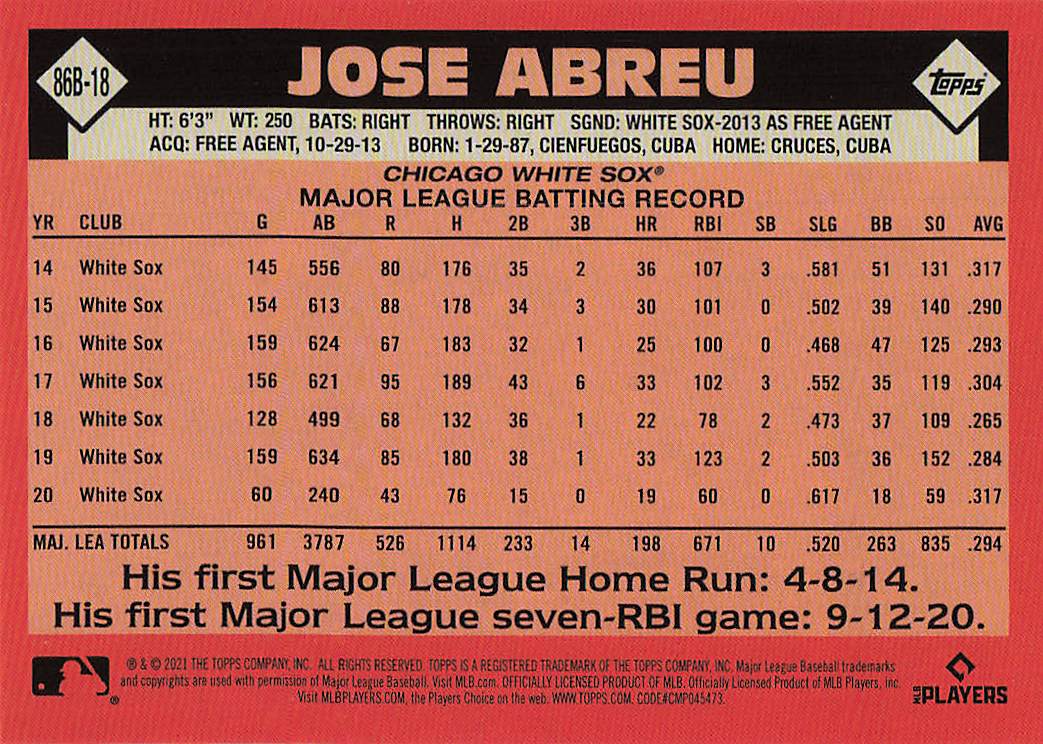 86B-18
JOSE ABREU
topps®
HT: 6'3" WT: 250 BATS: RIGHT THROWS: RIGHT SGND: WHITE SOX-2013 AS FREE AGENT
ACQ: FREE AGENT, 10-29-13 BORN: 1-29-87, CIENFUEGOS, CUBA HOME: CRUCES, CUBA
CHICAGO WHITE SOX®
MAJOR LEAGUE BATTING RECORD
YR CLUB G AB R H 2B 3B HR RBI SB SLG BB SO AVG
14 White Sox 145 556 80 176 35 2 36 107 3 .581 51 131 .317
15 White Sox 154 613 88 178 34 3 30 101 0 .502 39 140 .290
16 White Sox 159 624 67 183 32 1 25 100 0 .468 47 125 .293
17 White Sox 156 621 95 189 43 6 33 102 3 .552 35 119 .304
18 White Sox 128 499 68 132 36 1 22 78 2 .473 37 109 .265
19 White Sox 159 634 85 180 38 1 33 123 2 .503 36 152 .284
20 White Sox 60 240 43 76 15 0 19 60 0 .617 18 59 .317
MAJ. LEA TOTALS 961 3787 526 1114 233 14 198 671 10 .520 263 835 .294
His first Major League Home Run: 4-8-14.
His first Major League seven-RBI game: 9-12-20.
® & © 2021 THE TOPPS COMPANY, INC. ALL RIGHTS RESERVED. TOPPS IS A REGISTERED TRADEMARK OF THE TOPPS COMPANY, INC. Major League Baseball trademarks
and copyrights are used with permission of Major League Baseball. Visit MLB.com. OFFICIALLY LICENSED PRODUCT OF MLB. Officially Licensed Product of MLB Players, Inc.
Visit MLBPLAYERS.COM, the Players Choice on the web. WWW.TOPPS.COM. CODE#CMP045473.
®
MLB PLAYERS